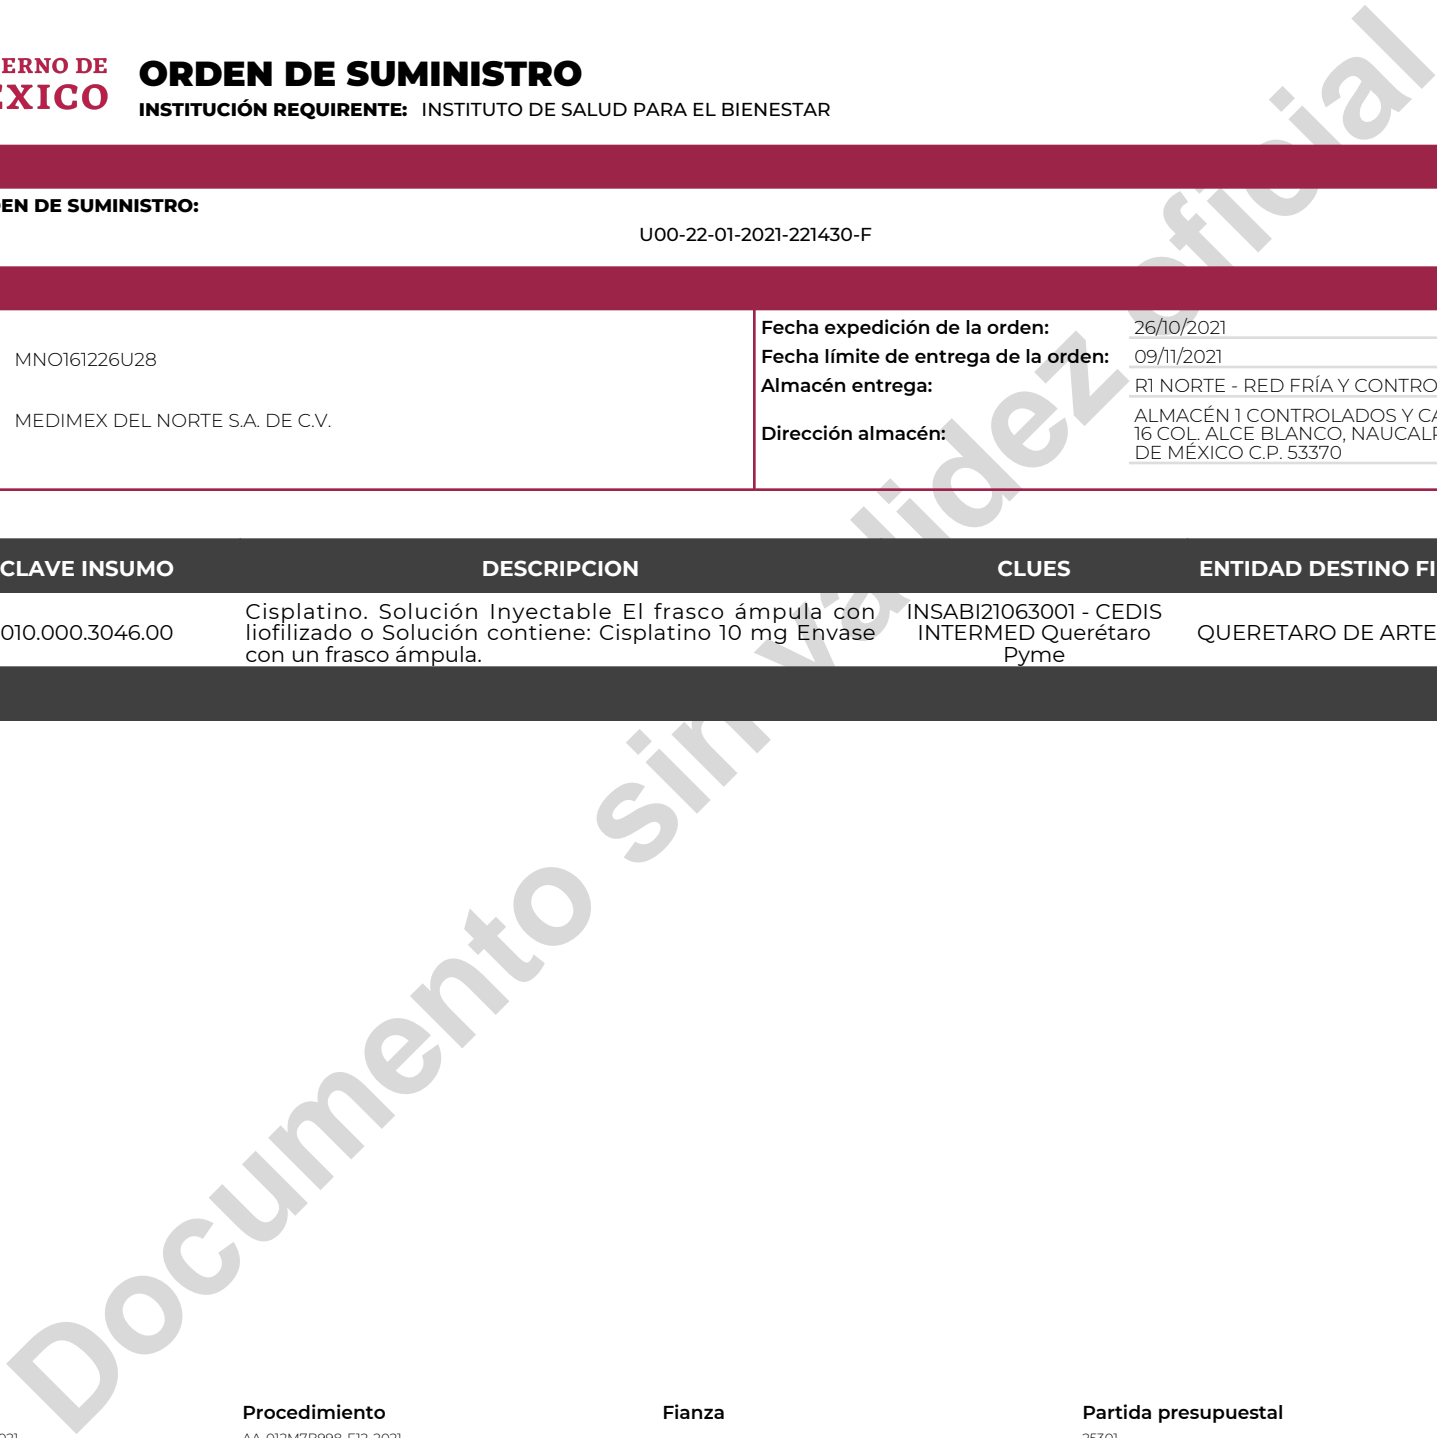 ERNO DE
ÉXICO
ORDEN DE SUMINISTRO
INSTITUCIÓN REQUIRENTE: INSTITUTO DE SALUD PARA EL BIENESTAR
EN DE SUMINISTRO:
U00-22-01-2021-221430-F
MNO161226U28
MEDIMEX DEL NORTE S.A. DE C.V.
Fecha expedición de la orden: 26/10/2021
Fecha límite de entrega de la orden: 09/11/2021
Almacén entrega: R1 NORTE - RED FRÍA Y CONTRO
Dirección almacén:
ALMACÉN 1 CONTROLADOS Y CA
16 COL. ALCE BLANCO, NAUCALP
DE MÉXICO C.P. 53370
CLAVE INSUMO DESCRIPCION CLUES ENTIDAD DESTINO FI
010.000.3046.00
Cisplatino. Solución Inyectable El frasco ámpula con
liofilizado o Solución contiene: Cisplatino 10 mg Envase
con un frasco ámpula.
INSABI21063001 - CEDIS
INTERMED Querétaro
Pyme
QUERETARO DE ARTE
Documento sin validez oficial
Procedimiento Fianza Partida presupuestal